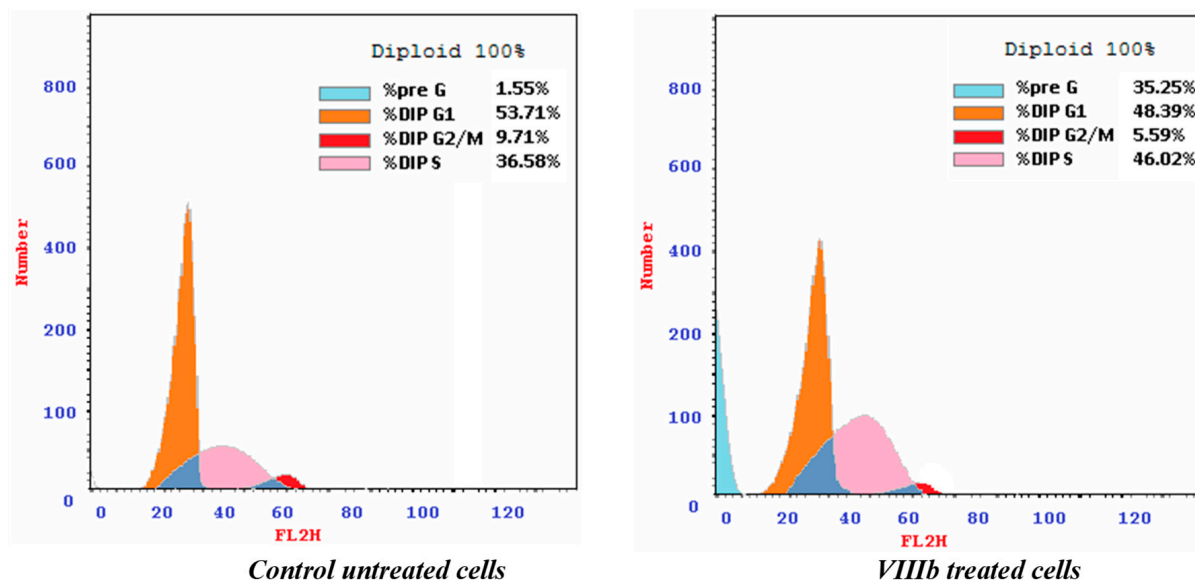 Diploid 100%
%pre G 1.55%
%DIP G1 53.71%
%DIP G2/M 9.71%
%DIP S 36.58%
800
600
400
200
100
0
Number
0 20 40 60 80 100 120
FL2H
Control untreated cells
Diploid 100%
%pre G 35.25%
%DIP G1 48.39%
%DIP G2/M 5.59%
%DIP S 46.02%
800
600
400
200
100
0
Number
0 20 40 60 80 100 120
FL2H
VIIIb treated cells